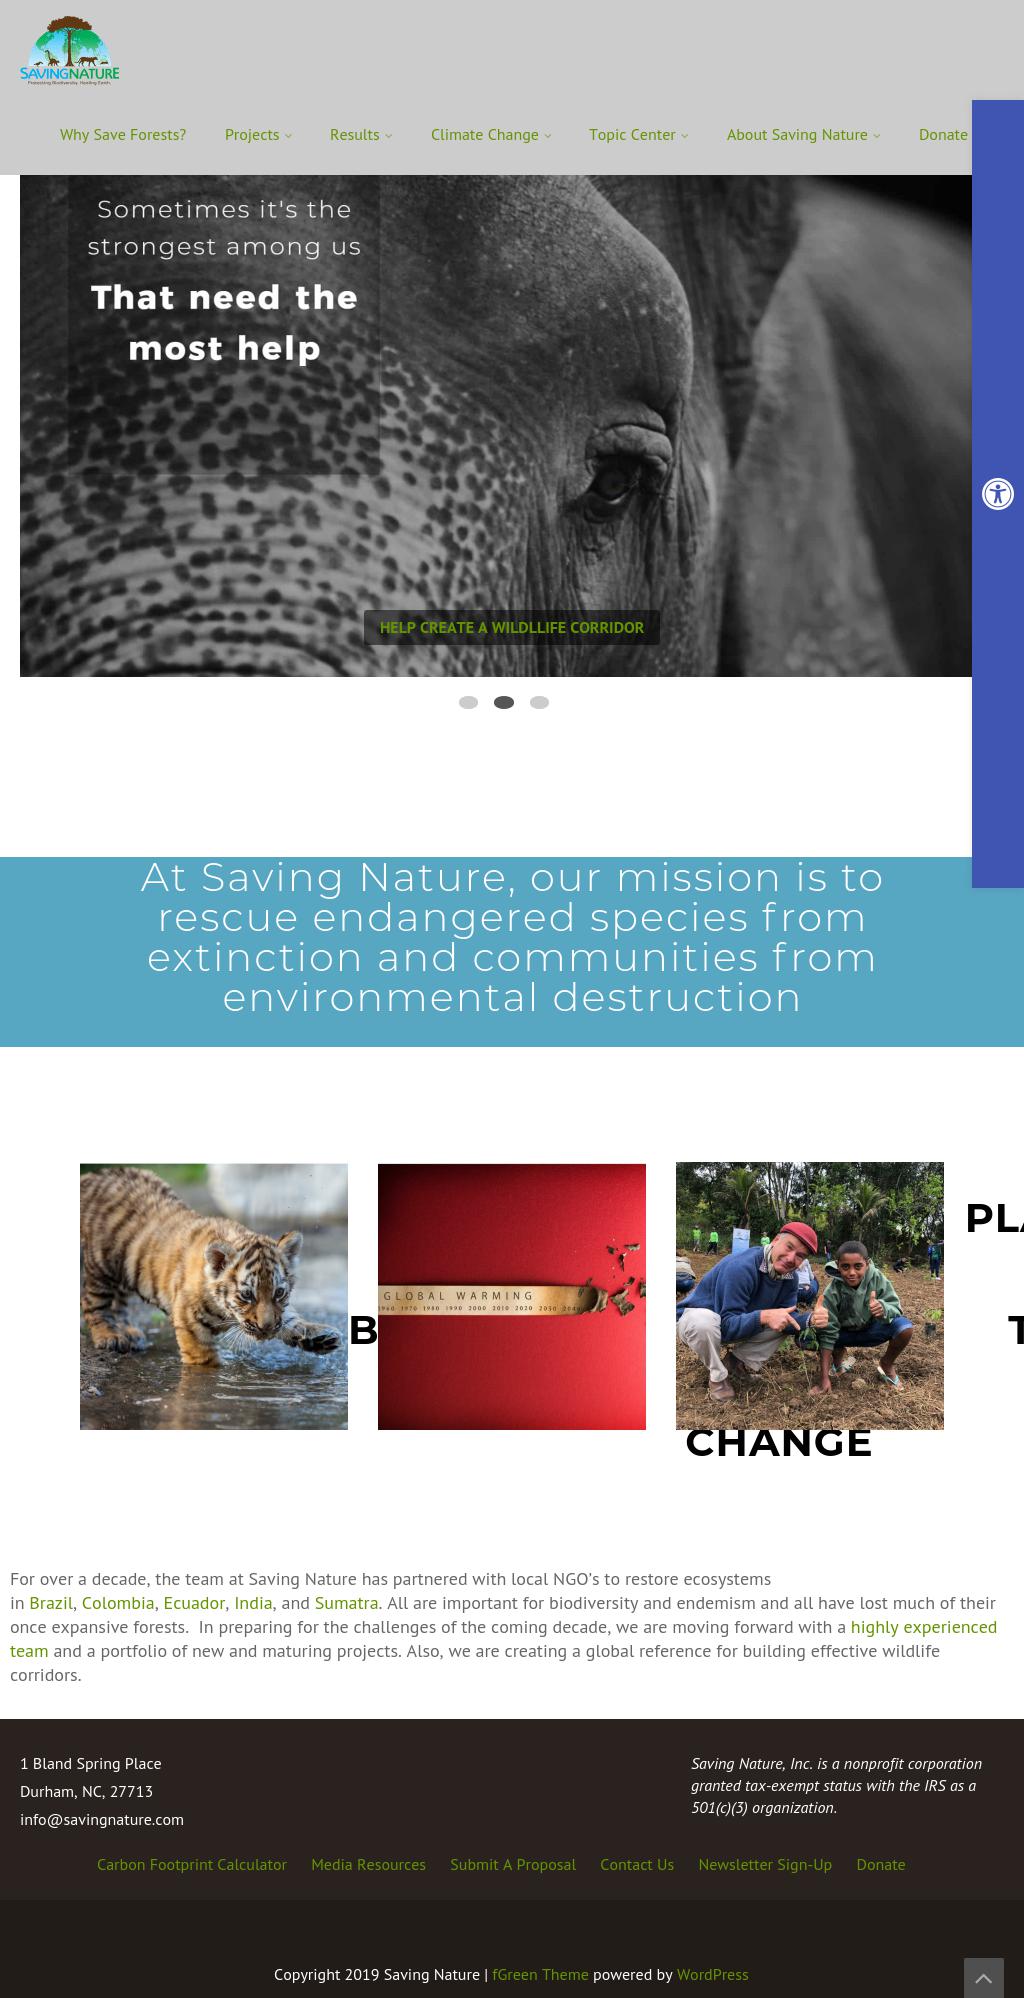 SAVINGNATURE
Protecting Biodiversity. Healing Earth.
Why Save Forests? Projects Results Climate Change Topic Center About Saving Nature Donate
Sometimes it's the
strongest among us
That need the
most help
HELP CREATE A WILDLLIFE CORRIDOR
At Saving Nature, our mission is to
rescue endangered species from
extinction and communities from
environmental destruction
GLOBAL WARMING
1960 1970 1980 1990 2000 2010 2020 2050 2040
CHANGE
For over a decade, the team at Saving Nature has partnered with local NGO's to restore ecosystems
in Brazil, Colombia, Ecuador, India, and Sumatra. All are important for biodiversity and endemism and all have lost much of their
once expansive forests. In preparing for the challenges of the coming decade, we are moving forward with a highly experienced
team and a portfolio of new and maturing projects. Also, we are creating a global reference for building effective wildlife
corridors.
1 Bland Spring Place
Durham, NC, 27713
info@savingnature.com
Saving Nature, Inc. is a nonprofit corporation
granted tax-exempt status with the IRS as a
501(c)(3) organization.
Carbon Footprint Calculator Media Resources Submit A Proposal Contact Us Newsletter Sign-Up Donate
Copyright 2019 Saving Nature | fGreen Theme powered by WordPress